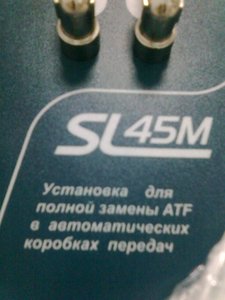 SL45M
Установка для
полной замены ATF
в автоматических
коробках передач